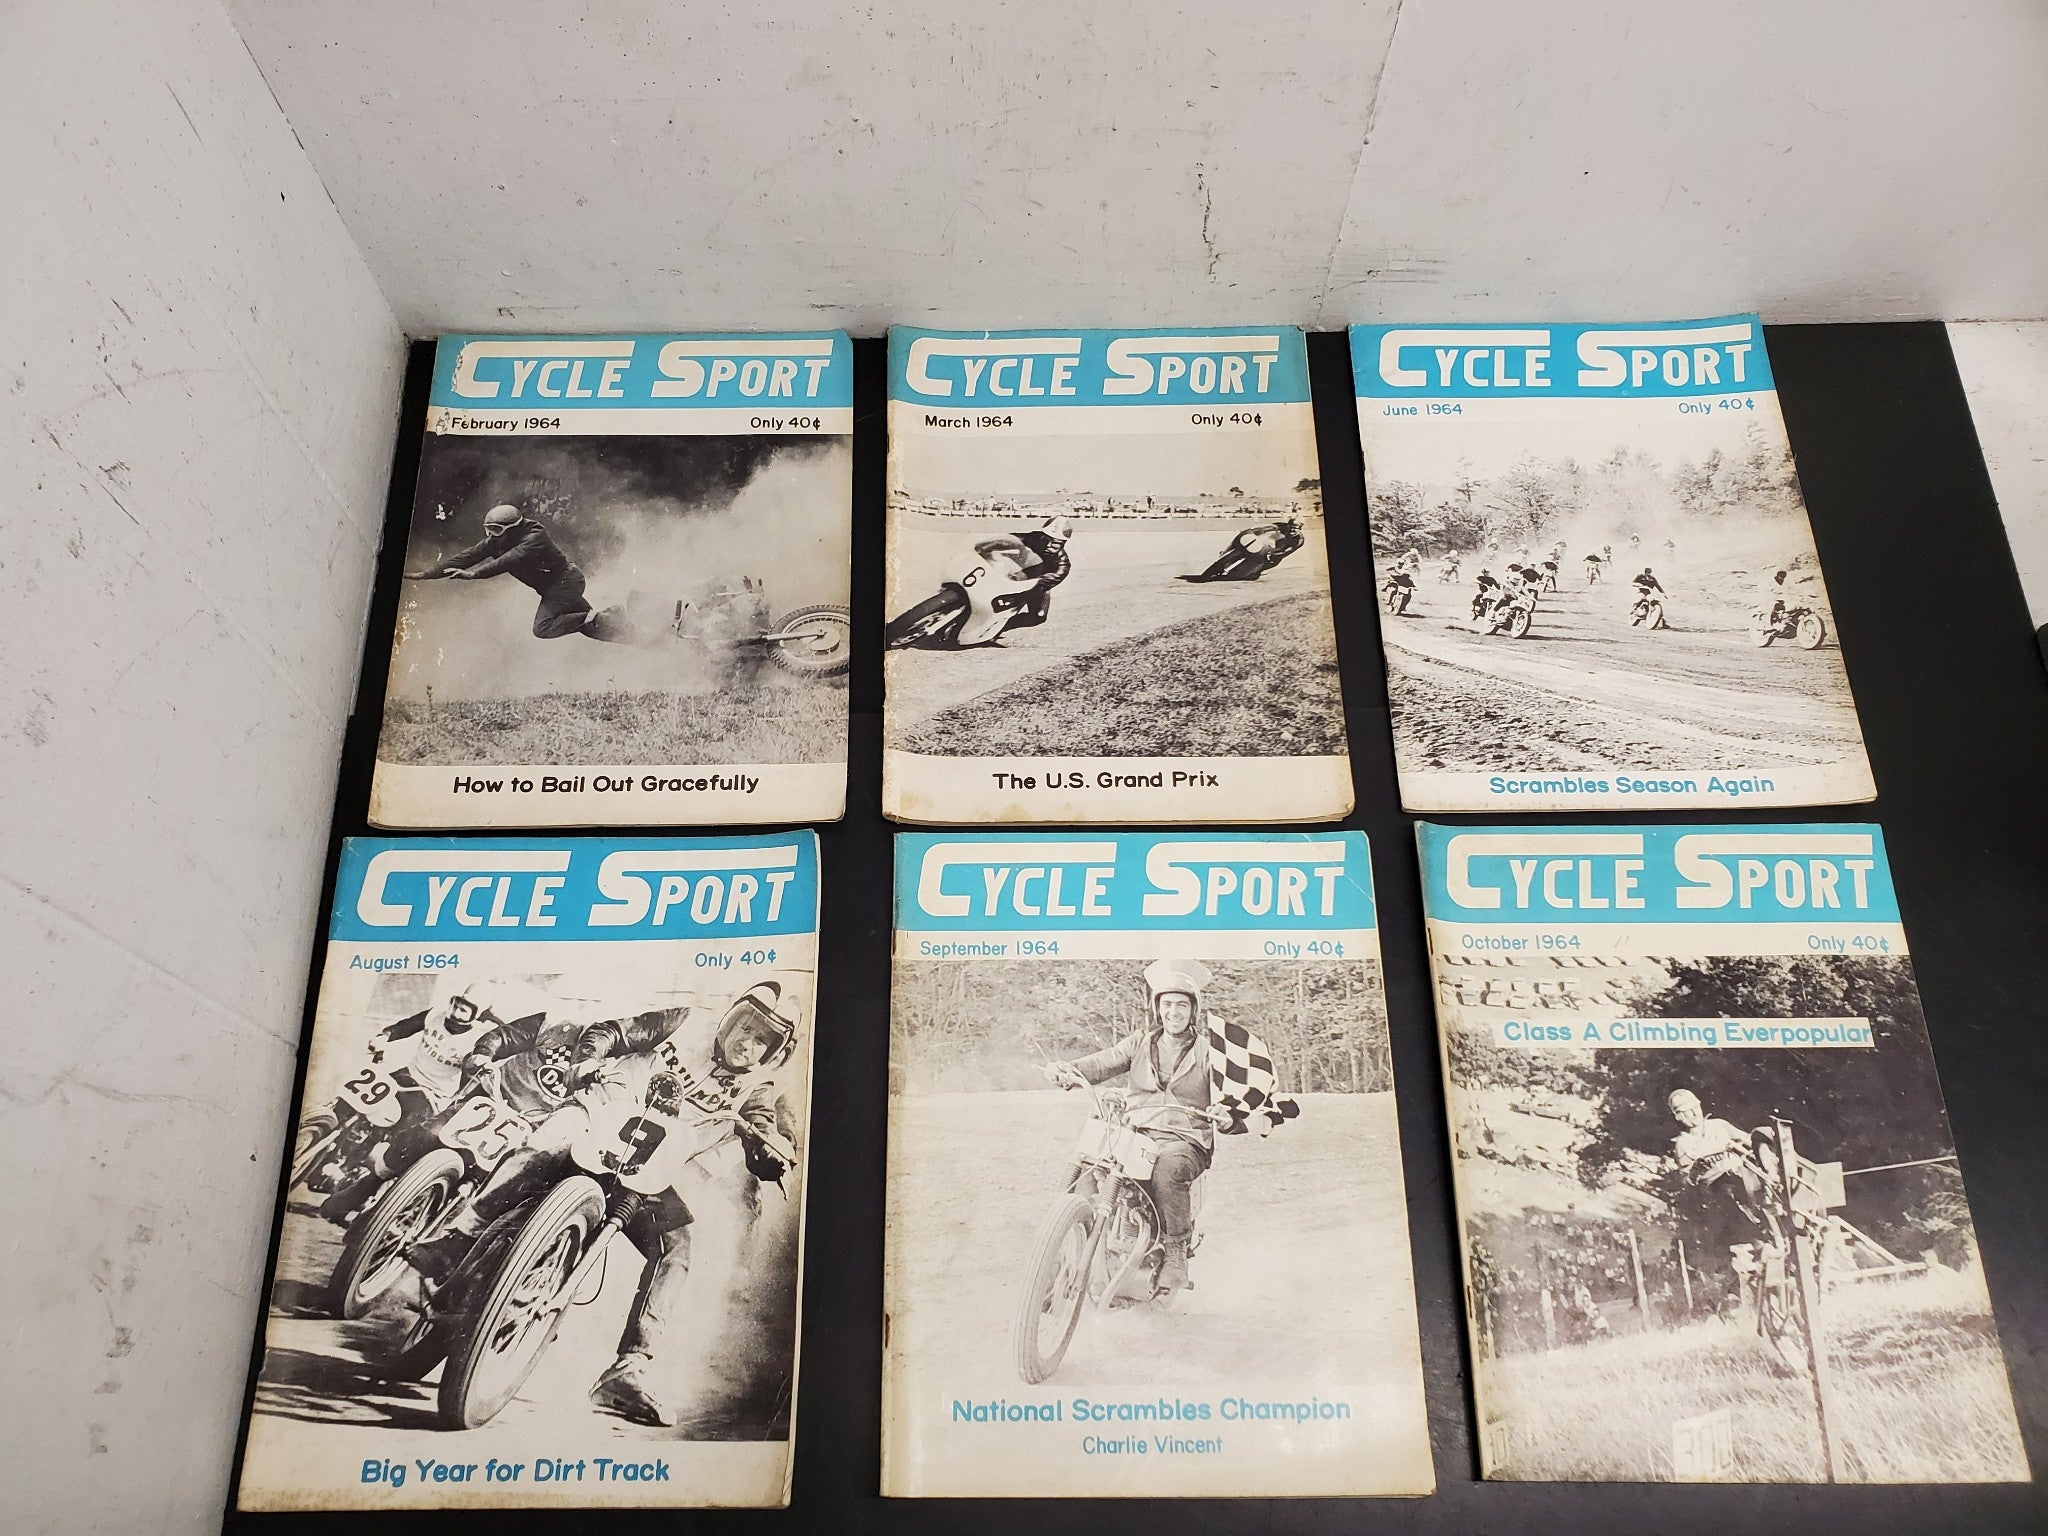 CYCLE SPORT
February 1964 Only 40¢
How to Bail Out Gracefully
CYCLE SPORT
March 1964 Only 40¢
6
The U.S. Grand Prix
CYCLE SPORT
June 1964 Only 40¢
Scrambles Season Again
CYCLE SPORT
August 1964 Only 40¢
29
25
9
Big Year for Dirt Track
CYCLE SPORT
September 1964 Only 40¢
National Scrambles Champion
Charlie Vincent
CYCLE SPORT
October 1964 Only 40¢
Class A Climbing Everpopular